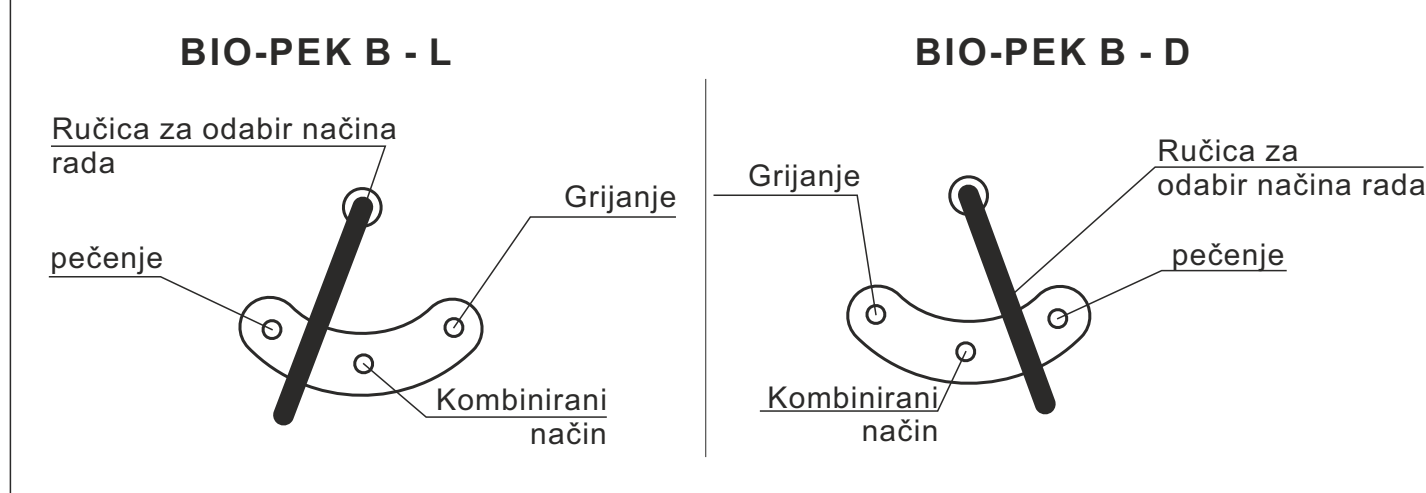 BIO-PEK B - L
Ručica za odabir načina
rada
Grijanje
pečenje
Kombinirani
način
BIO-PEK B - D
Ručica za
odabir načina rada
Grijanje
pečenje
Kombinirani
način